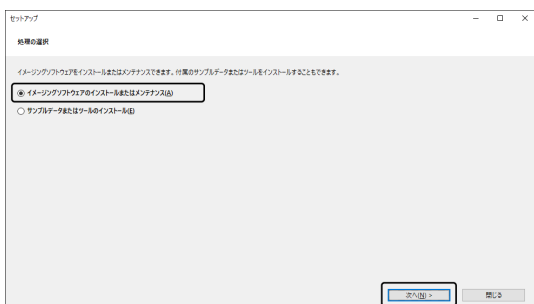 セットアップ
処理の選択
イメージングソフトウェアをインストールまたはメンテナンスできます。付属のサンプルデータまたはツールをインストールすることもできます。
イメージングソフトウェアのインストールまたはメンテナンス(A)
サンプルデータまたはツールのインストール(E)
次へ(N) > 閉じる